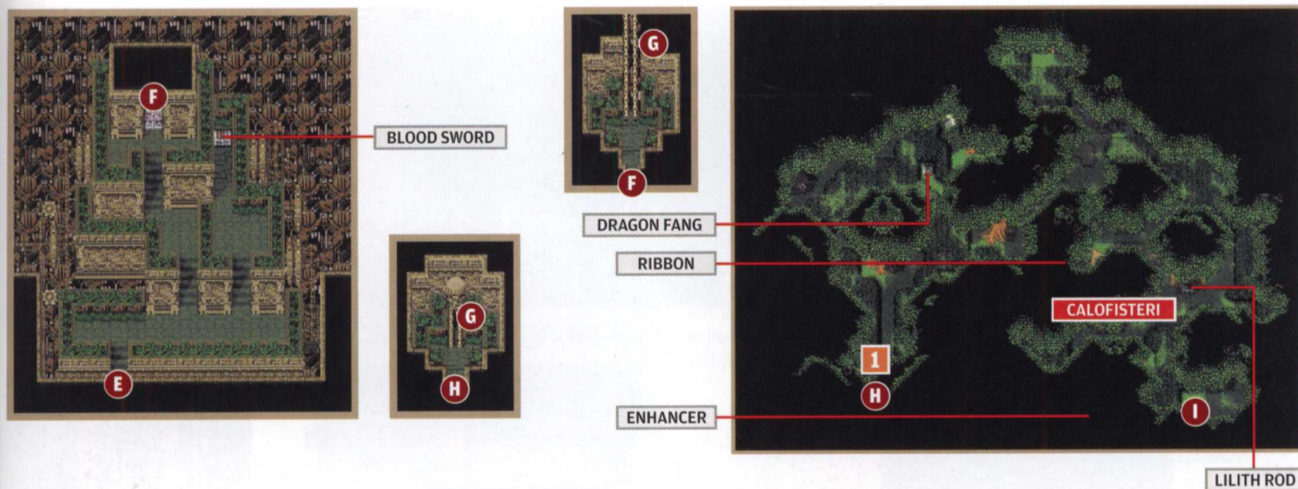 F
BLOOD SWORD
E
G
F
G
H
DRAGON FANG
RIBBON
CALOFISTERI
1
H
ENHANCER
I
LILITH ROD